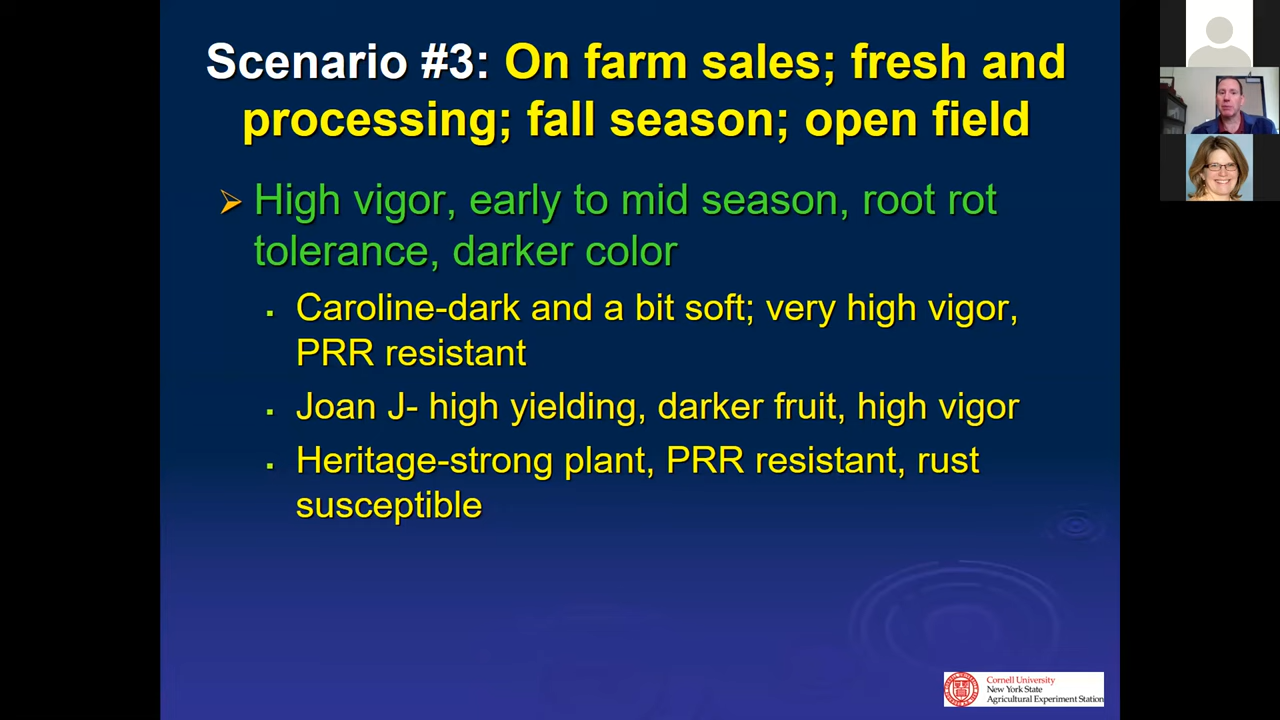 Scenario #3: On farm sales; fresh and
processing; fall season; open field
High vigor, early to mid season, root rot
tolerance, darker color
Caroline-dark and a bit soft; very high vigor,
PRR resistant
Joan J- high yielding, darker fruit, high vigor
Heritage-strong plant, PRR resistant, rust
susceptible
Cornell University
New York State
Agricultural Experiment Station